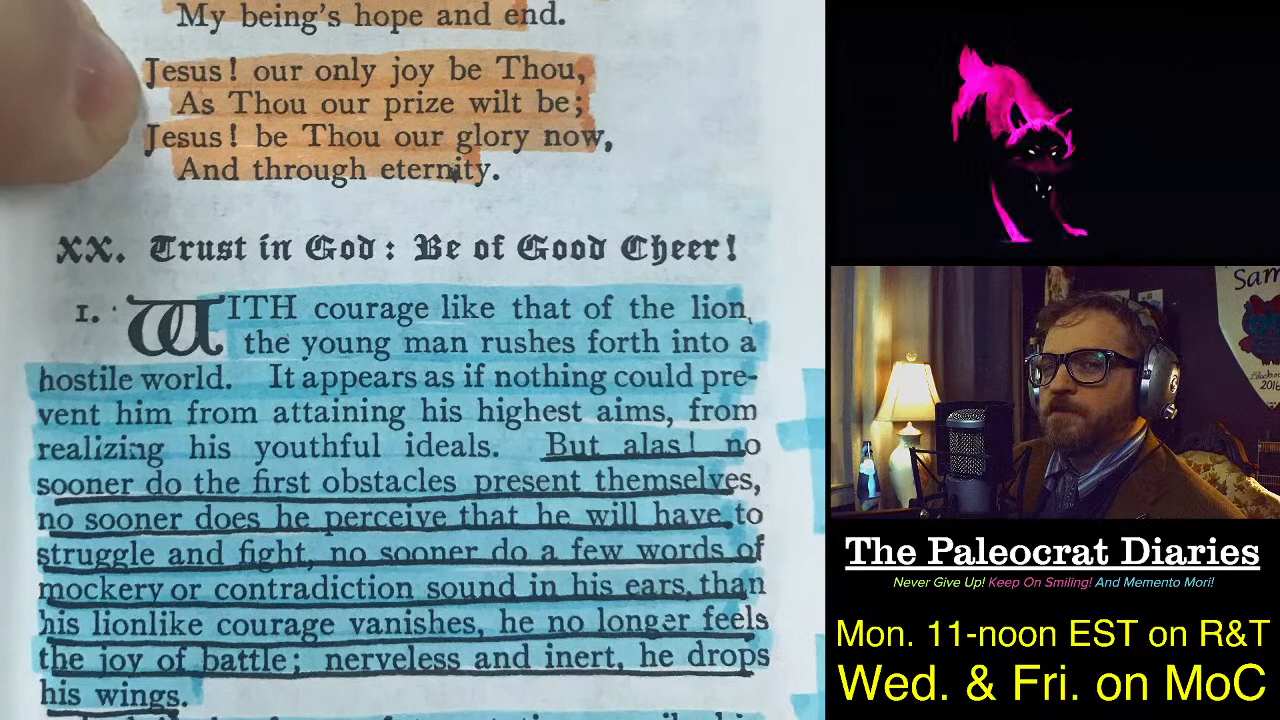 My being's hope and end.
Jesus! our only joy be Thou,
As Thou our prize wilt be;
Jesus! be Thou our glory now,
And through eternity.
XX. Trust in God: Be of Good Cheer!
1. WITH courage like that of the lion,
the young man rushes forth into a
hostile world. It appears as if nothing could pre-
vent him from attaining his highest aims, from
realizing his youthful ideals. But alas! no
sooner do the first obstacles present themselves,
no sooner does he perceive that he will have to
struggle and fight, no sooner do a few words of
mockery or contradiction sound in his ears, than
his lionlike courage vanishes, he no longer feels
the joy of battle; nerveless and inert, he drops
his wings.
Sam
2016
The Paleocrat Diaries
Never Give Up! Keep On Smiling! And Memento Mori!
Mon. 11-noon EST on R&T
Wed. & Fri. on MoC